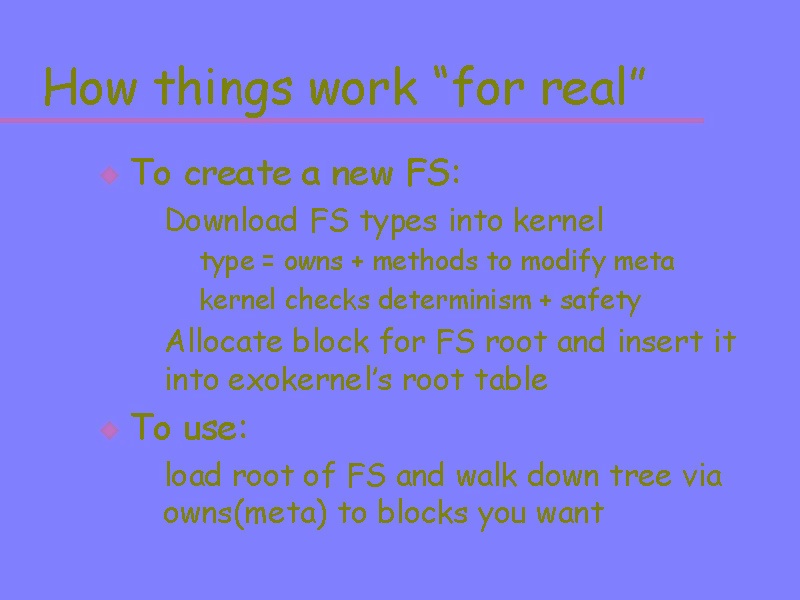 How things work “for real”
To create a new FS:
Download FS types into kernel
type = owns + methods to modify meta
kernel checks determinism + safety
Allocate block for FS root and insert it
into exokernel’s root table
To use:
load root of FS and walk down tree via
owns(meta) to blocks you want